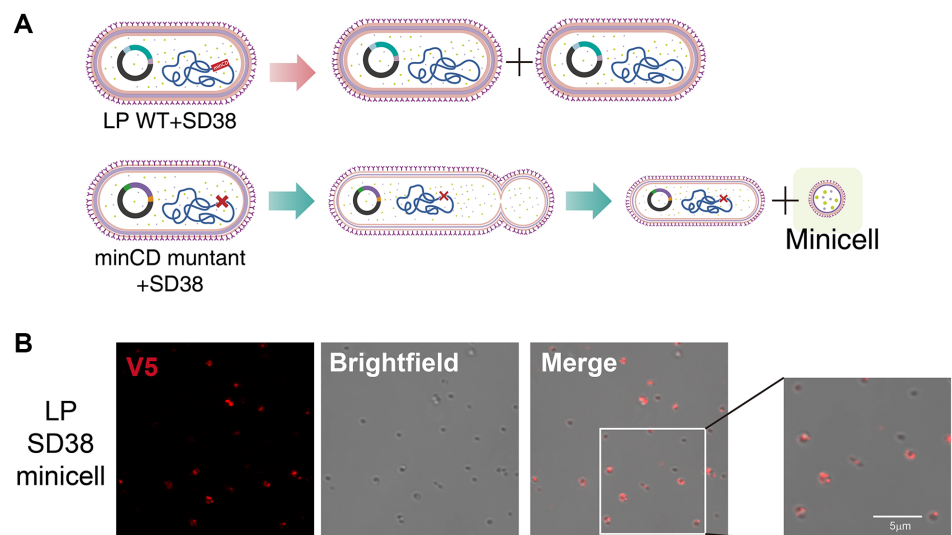 A
LP WT+SD38
minCD muntant
+SD38
Minicell
B
LP
SD38
minicell
V5
Brightfield
Merge
5μm